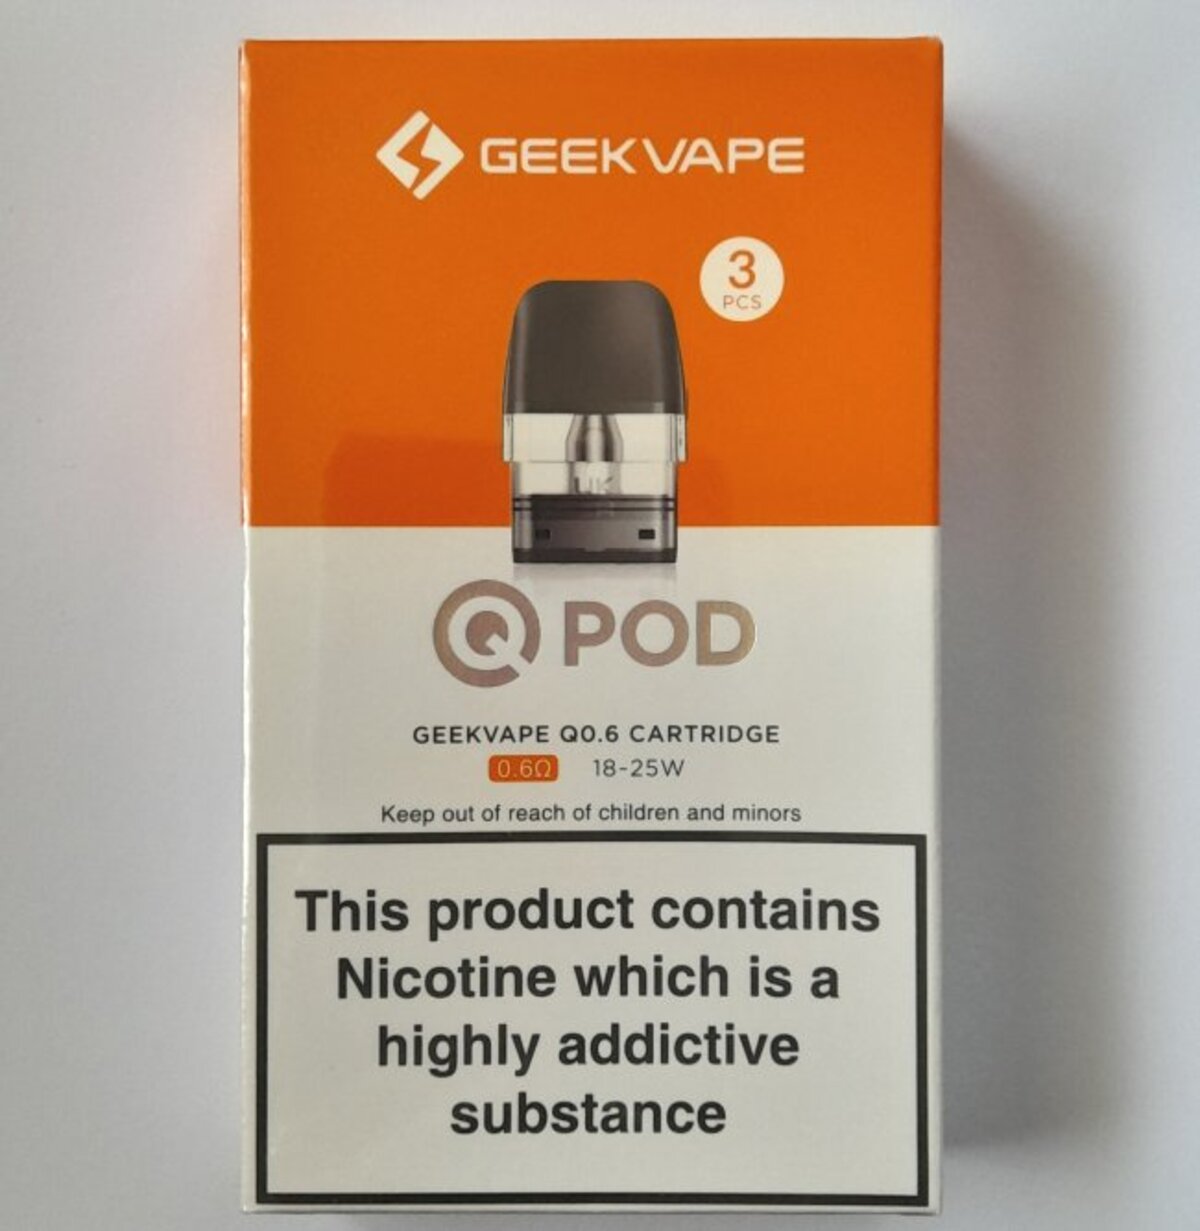 GEEKVAPE
3
PCS
UK
Q POD
GEEKVAPE Q0.6 CARTRIDGE
0.6Ω 18-25W
Keep out of reach of children and minors
This product contains
Nicotine which is a
highly addictive
substance